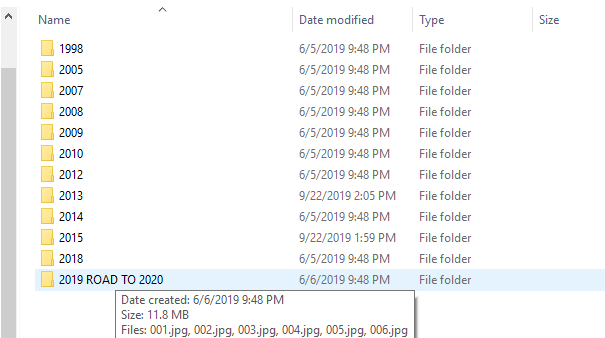 Name Date modified Type Size
1998 6/5/2019 9:48 PM File folder
2005 6/5/2019 9:48 PM File folder
2007 6/5/2019 9:48 PM File folder
2008 6/5/2019 9:48 PM File folder
2009 6/5/2019 9:48 PM File folder
2010 6/5/2019 9:48 PM File folder
2012 6/5/2019 9:48 PM File folder
2013 9/22/2019 2:05 PM File folder
2014 6/5/2019 9:48 PM File folder
2015 9/22/2019 1:59 PM File folder
2018 6/5/2019 9:48 PM File folder
2019 ROAD TO 2020 6/6/2019 9:48 PM File folder
Date created: 6/6/2019 9:48 PM
Size: 11.8 MB
Files: 001.jpg, 002.jpg, 003.jpg, 004.jpg, 005.jpg, 006.jpg